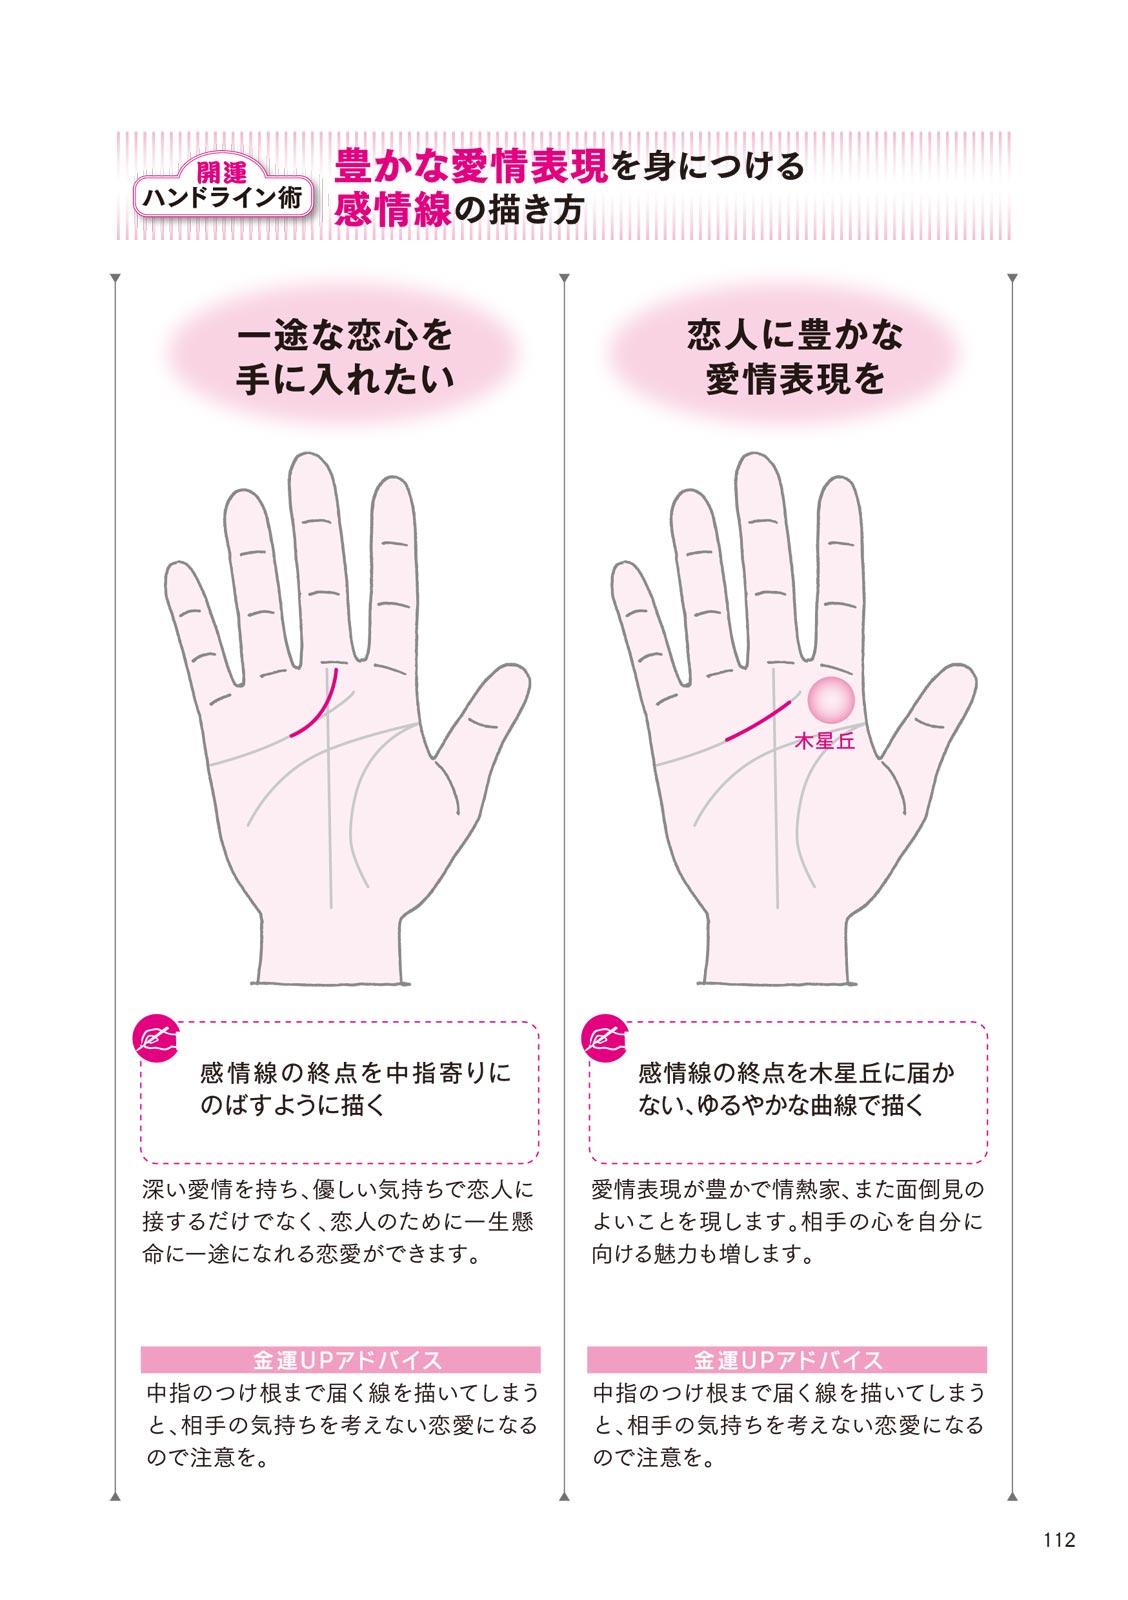 開運
ハンドライン術
豊かな愛情表現を身につける
感情線の描き方
一途な恋心を
手に入れたい
感情線の終点を中指寄りに
のばすように描く
深い愛情を持ち、優しい気持ちで恋人に
接するだけでなく、恋人のために一生懸
命に一途になれる恋愛ができます。
金運UPアドバイス
中指のつけ根まで届く線を描いてしまう
と、相手の気持ちを考えない恋愛になる
ので注意を。
恋人に豊かな
愛情表現を
木星丘
感情線の終点を木星丘に届か
ない、ゆるやかな曲線で描く
愛情表現が豊かで情熱家、また面倒見の
よいことを現します。相手の心を自分に
向ける魅力も増します。
金運UPアドバイス
中指のつけ根まで届く線を描いてしまう
と、相手の気持ちを考えない恋愛になる
ので注意を。
112